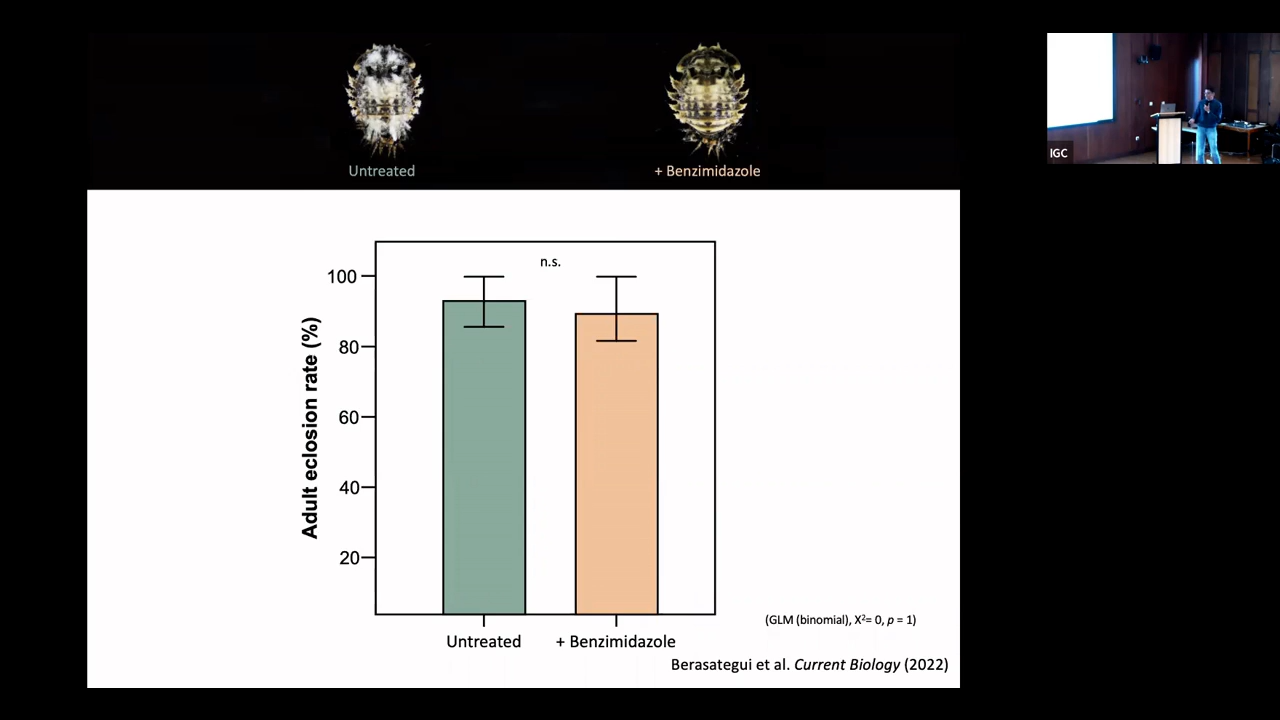 Untreated
+ Benzimidazole
IGC
n.s.
100
80
60
40
20
Adult eclosion rate (%)
Untreated
+ Benzimidazole
(GLM (binomial), X²= 0, p = 1)
Berasategui et al. Current Biology (2022)